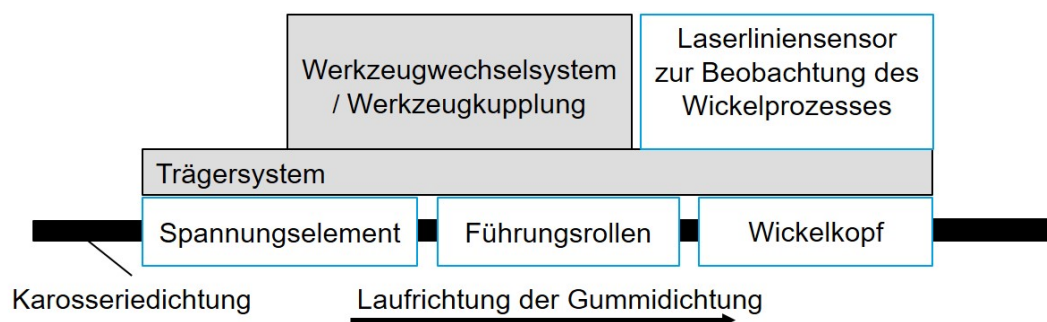 Werkzeugwechselsystem
/ Werkzeugkupplung
Laserliniensensor
zur Beobachtung des
Wickelprozesses
Trägersystem
Spannungselement
Führungsrollen
Wickelkopf
Karosseriedichtung
Laufrichtung der Gummidichtung